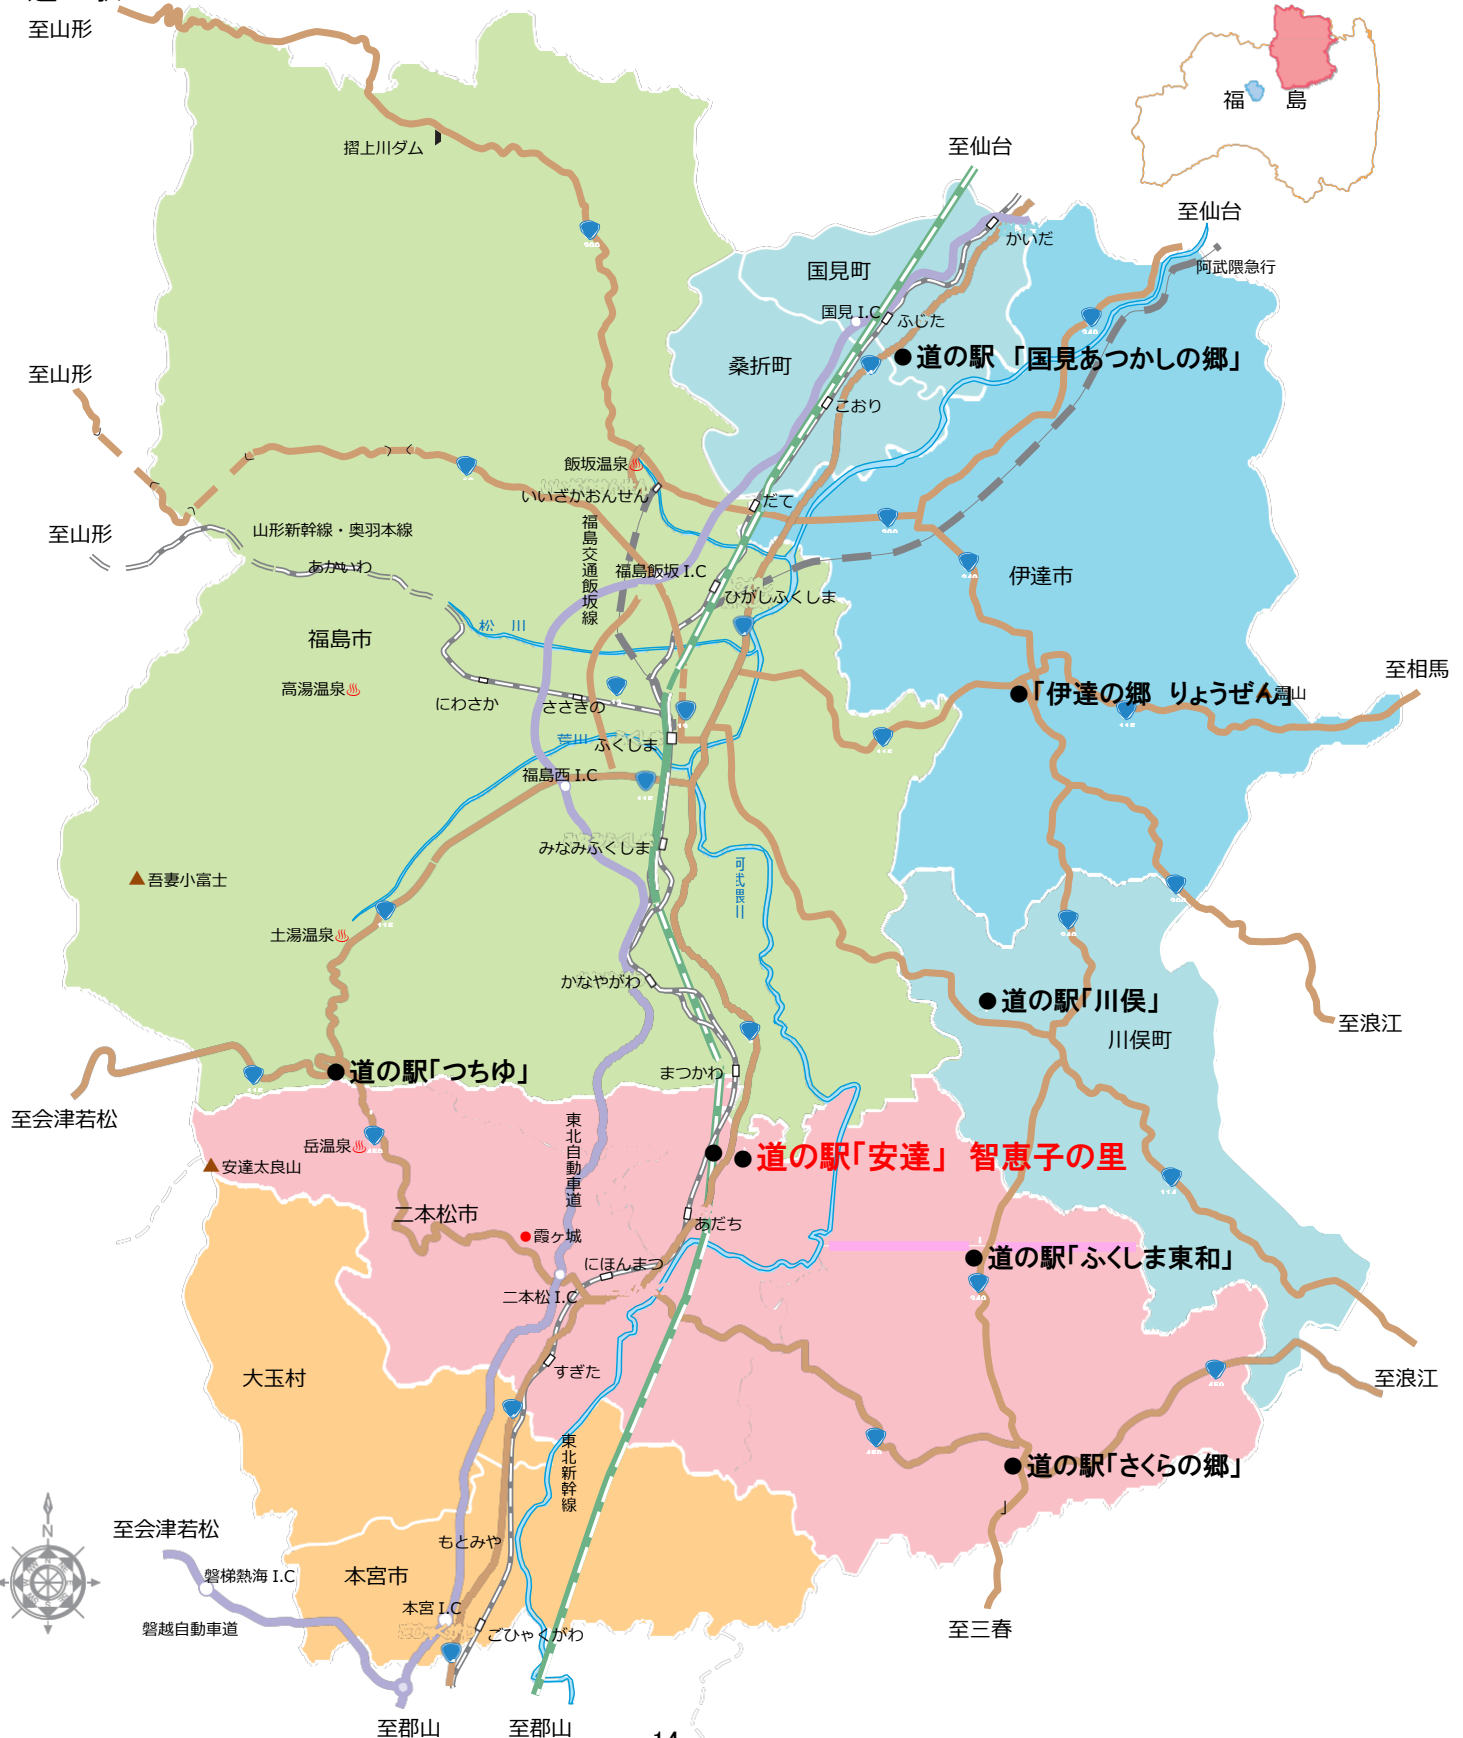 至山形
福　島
摺上川ダム
至仙台
至仙台
かいだ
阿武隈急行
国見町
国見 I.C
ふじた
●道の駅　「国見あつかしの郷」
桑折町
至山形
こおり
飯坂温泉
いいざかおんせん
だて
山形新幹線・奥羽本線
至山形
福島交通飯坂線
あかいわ
福島飯坂 I.C
ひがしふくしま
伊達市
松　川
福島市
高湯温泉
にわさか
ささきの
至相馬
●「伊達の郷　りょうぜん」
霊山
荒川
ふくしま
福島西 I.C
みなみふくしま
阿武隈川
吾妻小富士
土湯温泉
かなやがわ
●道の駅「川俣」
至浪江
川俣町
●道の駅「つちゆ」
まつかわ
至会津若松
東北自動車道
岳温泉
安達太良山
●道の駅「安達」　智恵子の里
二本松市
あだち
●霞ヶ城
にほんまつ
●道の駅「ふくしま東和」
二本松 I.C
大玉村
すぎた
至浪江
東北新幹線
●道の駅「さくらの郷」
」
N
至会津若松
もとみや
磐梯熱海 I.C
本宮市
本宮 I.C
磐越自動車道
ごひゃくがわ
至三春
至郡山
至郡山